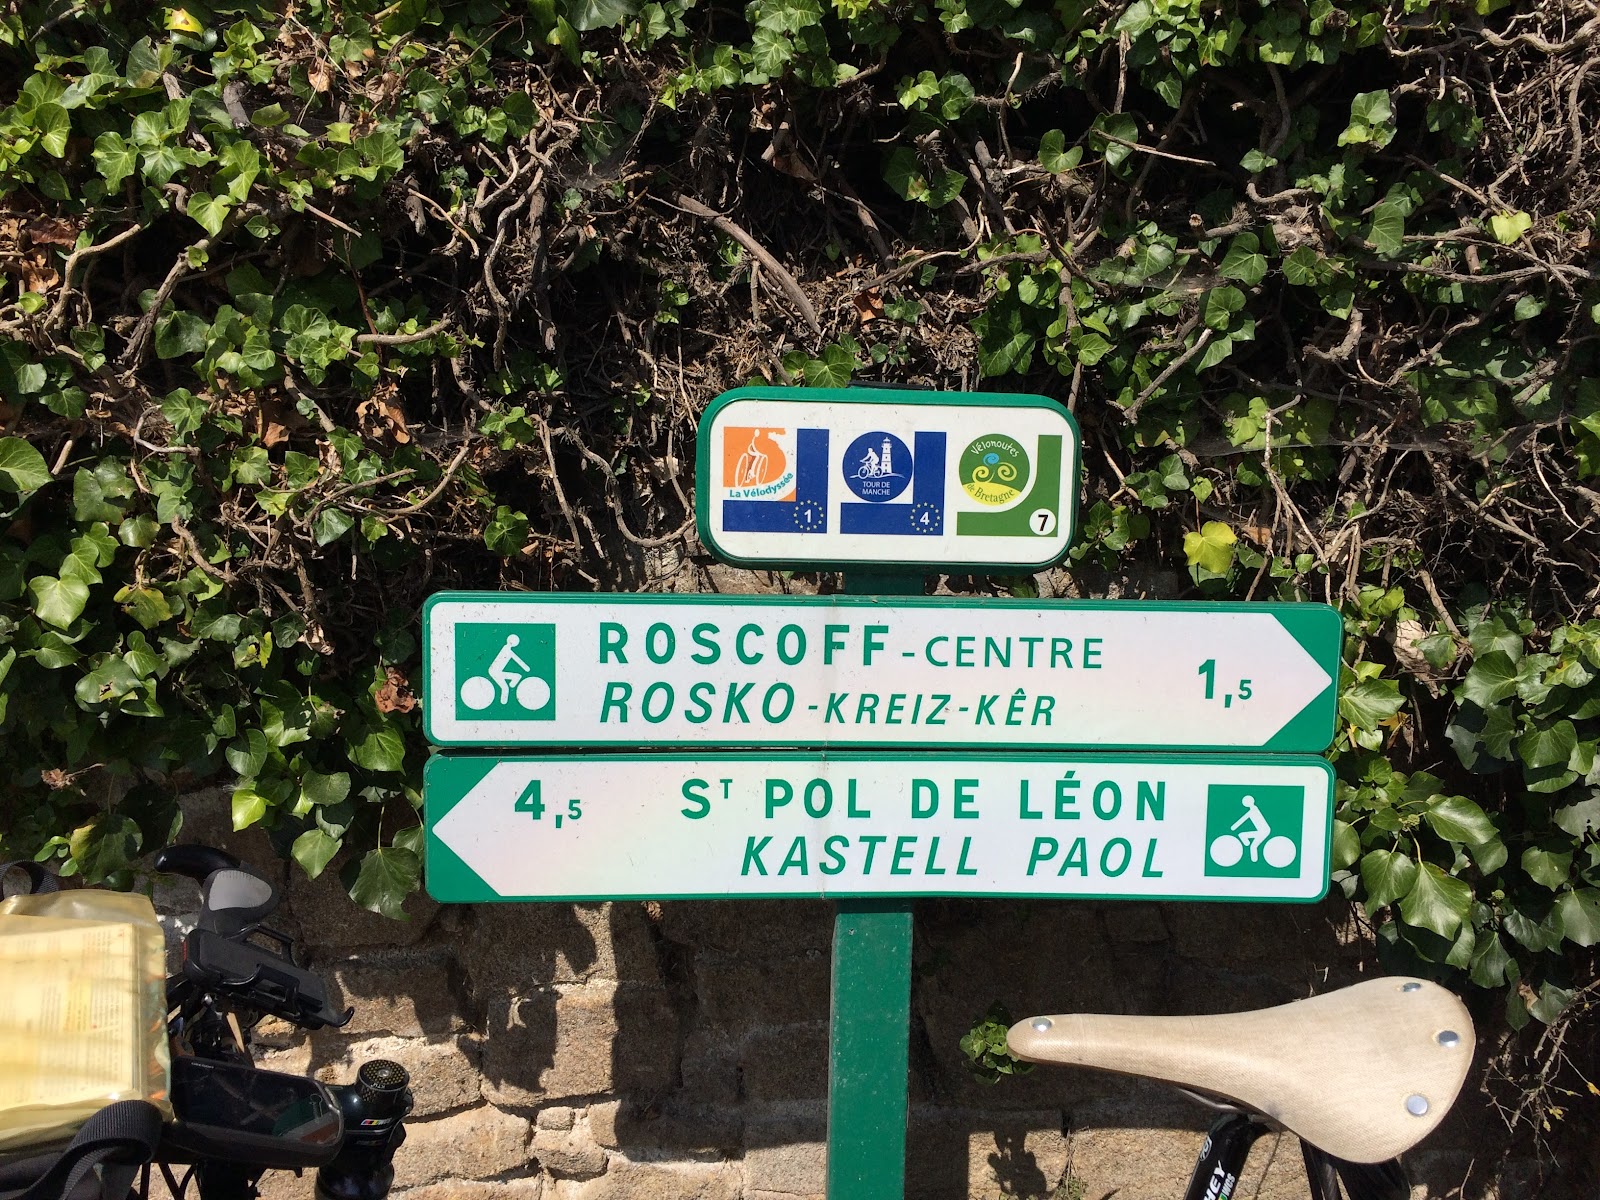 La Vélodyssée
1
TOUR DE
MANCHE
4
Véloroutes
de Bretagne
7
ROSCOFF-CENTRE
ROSKO-KREIZ-KÊR
1,5
4,5
ST POL DE LÉON
KASTELL PAOL